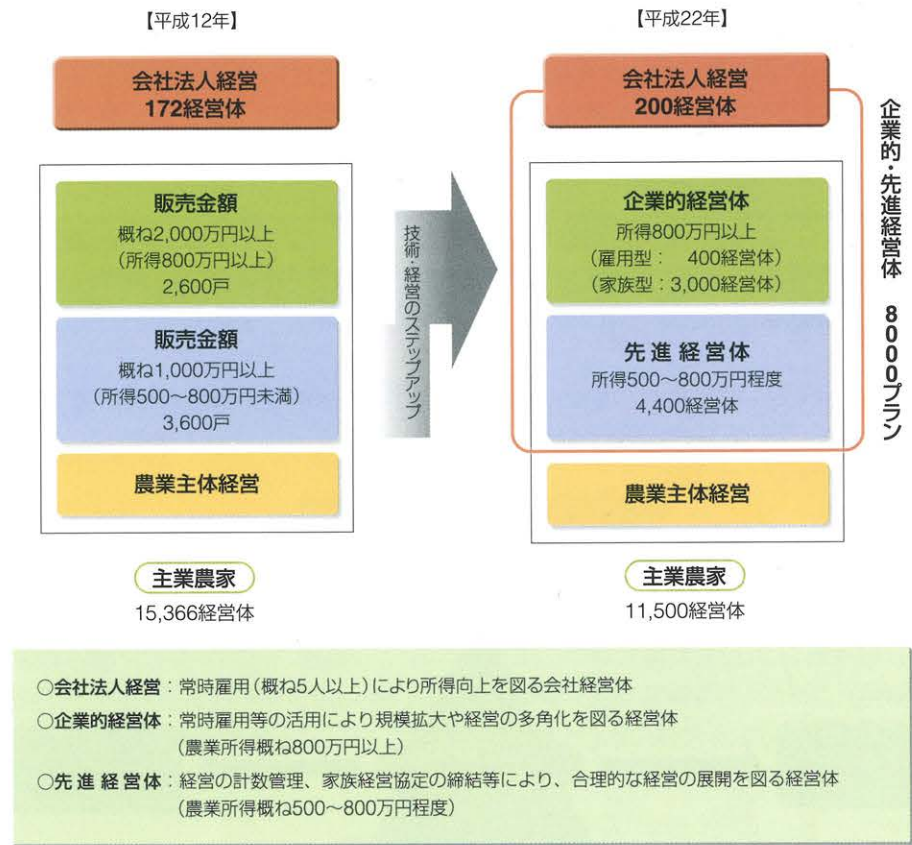 【平成12年】
会社法人経営
172経営体
販売金額
概ね2,000万円以上
(所得800万円以上)
2,600戸
販売金額
概ね1,000万円以上
(所得500〜800万円未満)
3,600戸
農業主体経営
主業農家
15,366経営体
技術・経営のステップアップ
【平成22年】
会社法人経営
200経営体
企業的経営体
所得800万円以上
(雇用型: 400経営体)
(家族型:3,000経営体)
先進経営体
所得500〜800万円程度
4,400経営体
農業主体経営
主業農家
11,500経営体
企業的・先進経営体 8000プラン
○会社法人経営:常時雇用(概ね5人以上)により所得向上を図る会社経営体
○企業的経営体:常時雇用等の活用により規模拡大や経営の多角化を図る経営体
(農業所得概ね800万円以上)
○先進経営体:経営の計数管理、家族経営協定の締結等により、合理的な経営の展開を図る経営体
(農業所得概ね500〜800万円程度)